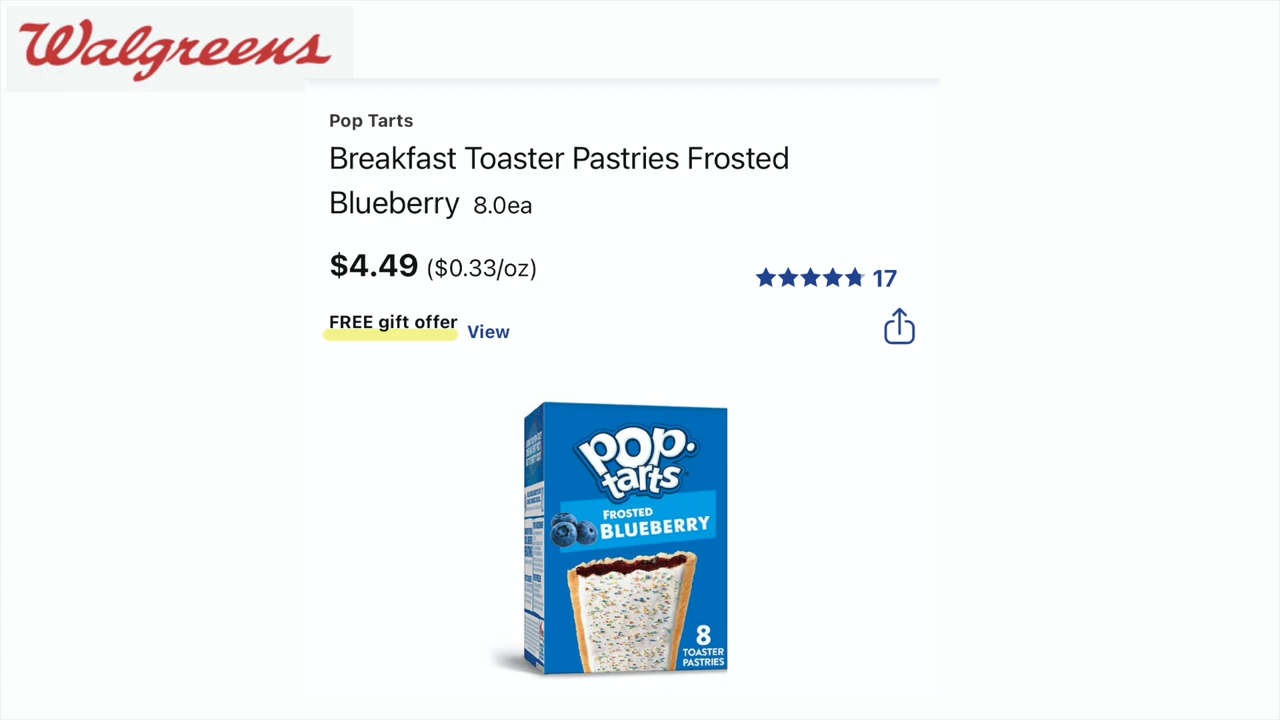 Walgreens
Pop Tarts
Breakfast Toaster Pastries Frosted
Blueberry 8.0ea
$4.49 ($0.33/oz)
17
FREE gift offer View
pop.
tarts
FROSTED
BLUEBERRY
8
TOASTER
PASTRIES